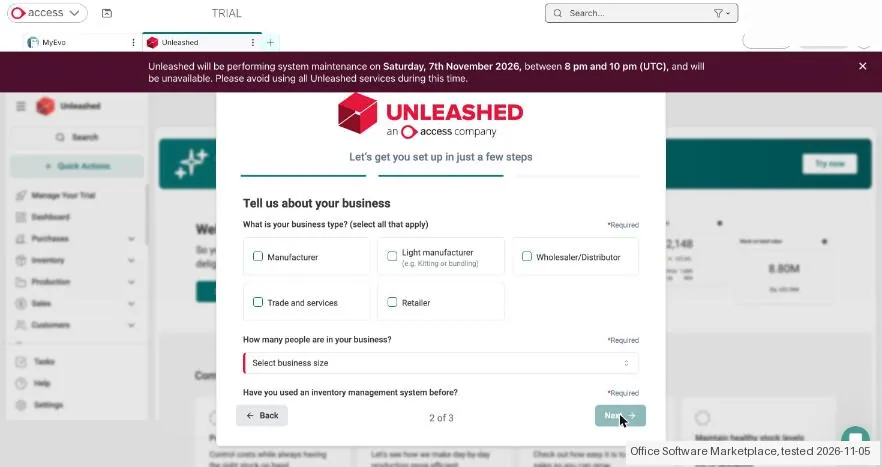 access
TRIAL
Search...
MyEvo
Unleashed
Unleashed will be performing system maintenance on Saturday, 7th November 2026, between 8 pm and 10 pm (UTC), and will
be unavailable. Please avoid using all Unleashed services during this time.
Unleashed
Search
Quick Actions
Manage Your Trial
Dashboard
Purchases
Inventory
Production
Sales
Customers
Tasks
Help
Settings
UNLEASHED
an access company
Let's get you set up in just a few steps
Tell us about your business
What is your business type? (select all that apply) *Required
Manufacturer
Light manufacturer
(e.g. Kitting or bundling)
Wholesaler/Distributor
Trade and services
Retailer
How many people are in your business? *Required
Select business size
Have you used an inventory management system before? *Required
Back
2 of 3
Next
Try now
8.80M
Maintain healthy stock levels
Office Software Marketplace, tested 2026-11-05